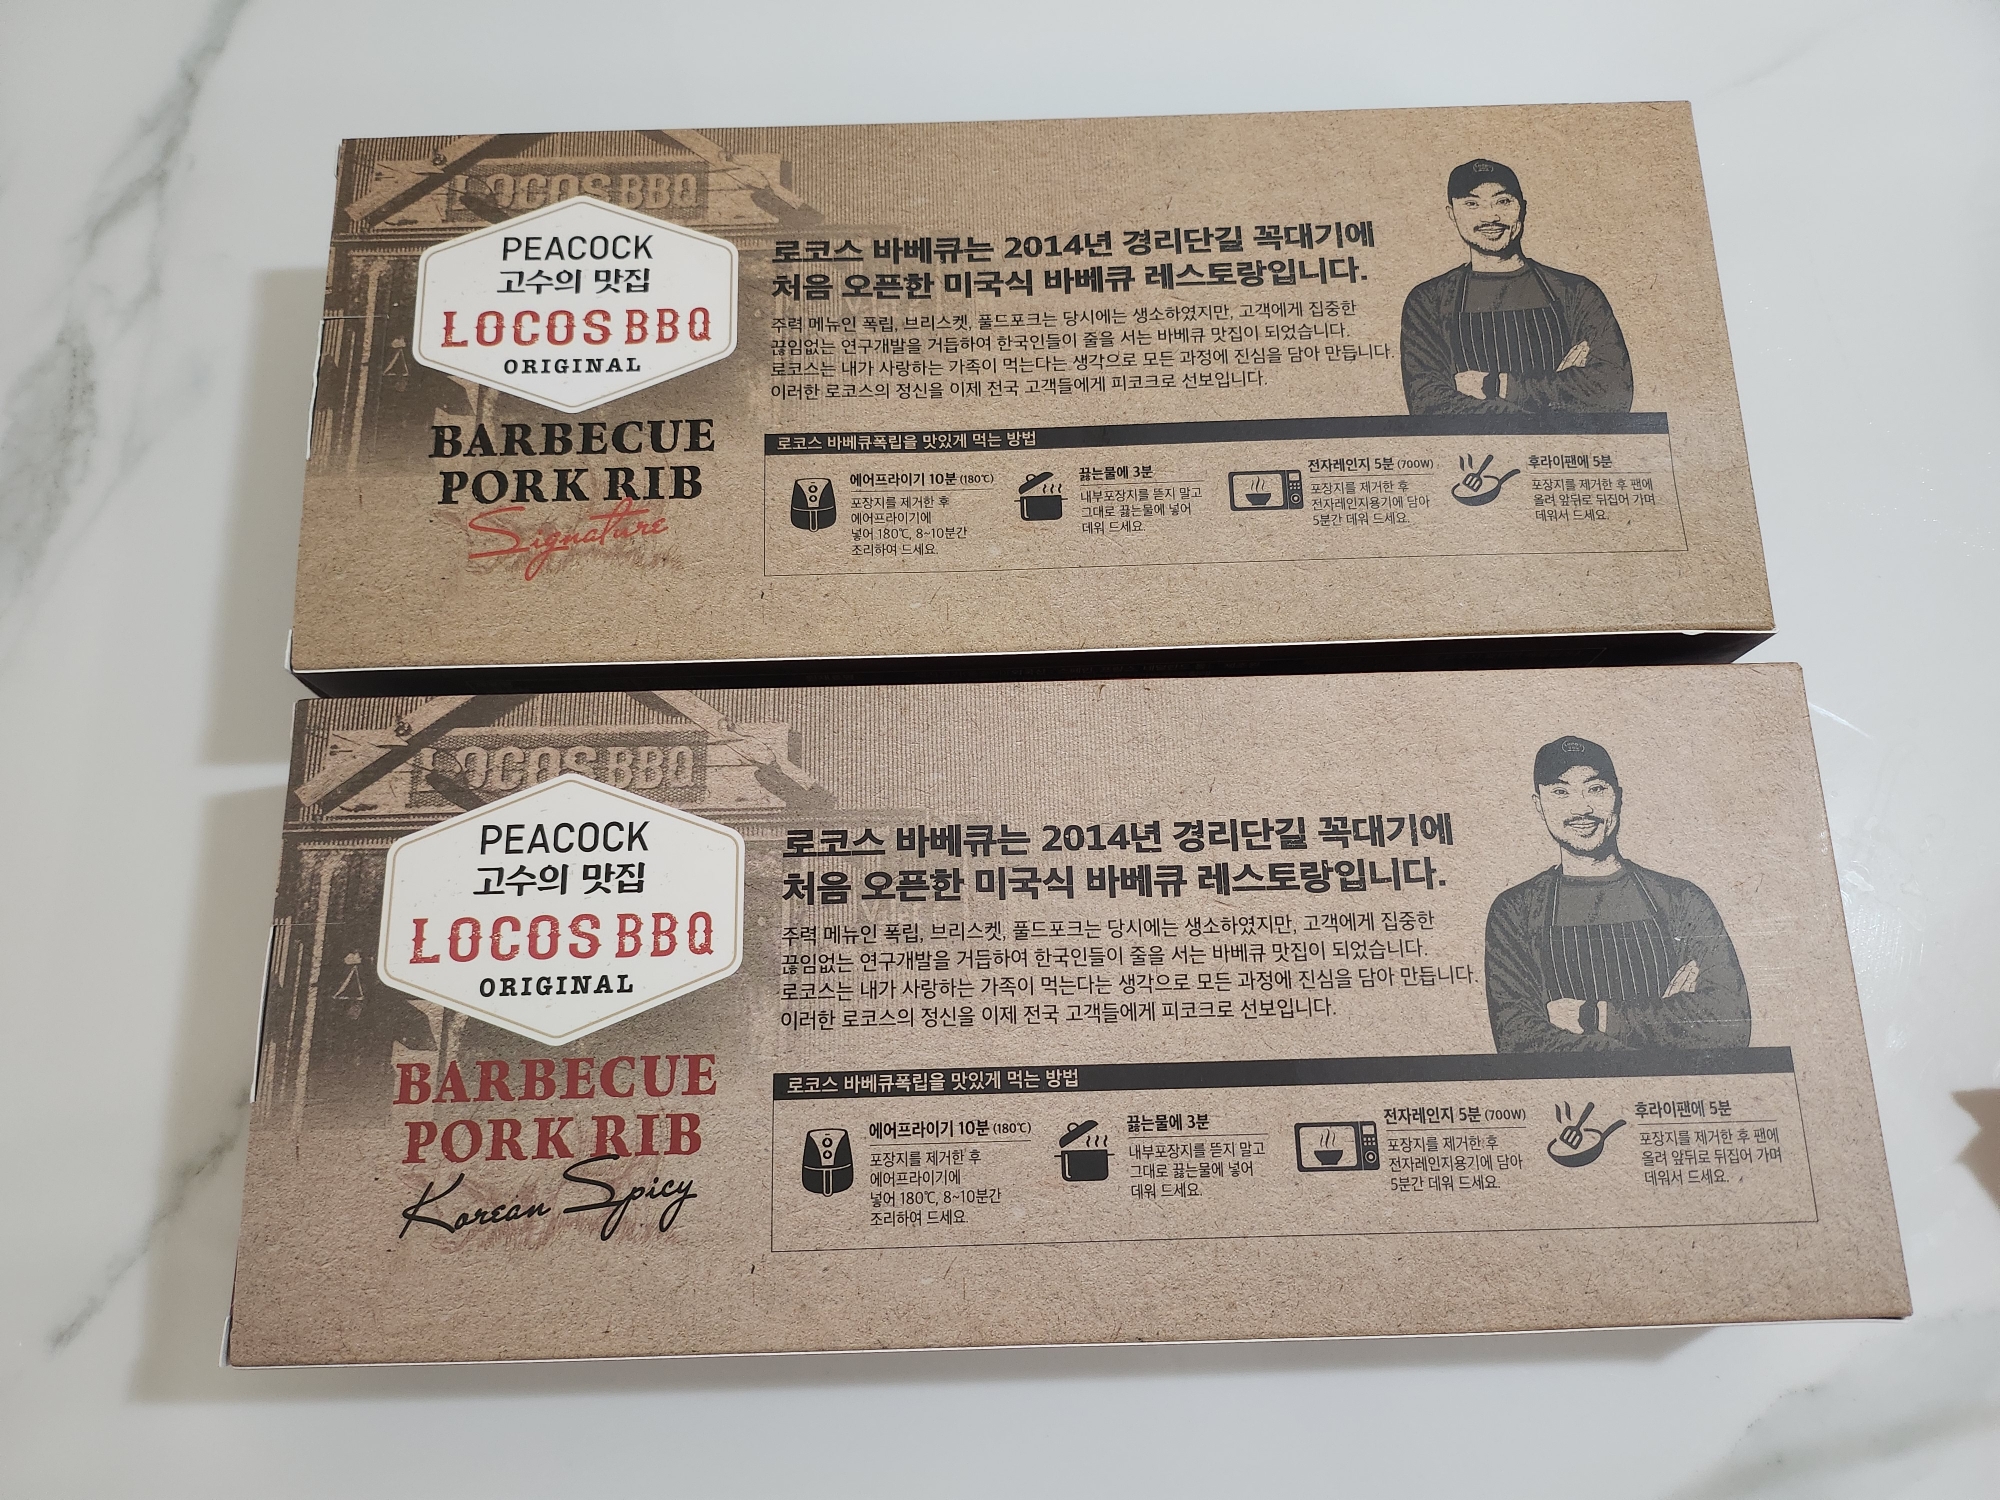 LOCOS BBQ
PEACOCK
고수의 맛집
LOCOS BBQ
ORIGINAL
BARBECUE
PORK RIB
Signature
로코스 바베큐는 2014년 경리단길 꼭대기에
처음 오픈한 미국식 바베큐 레스토랑입니다.
주력 메뉴인 폭립, 브리스켓, 풀드포크는 당시에는 생소하였지만, 고객에게 집중한
끊임없는 연구개발을 거듭하여 한국인들이 줄을 서는 바베큐 맛집이 되었습니다.
로코스는 내가 사랑하는 가족이 먹는다는 생각으로 모든 과정에 진심을 담아 만듭니다.
이러한 로코스의 정신을 이제 전국 고객들에게 피코크로 선보입니다.
로코스 바베큐폭립을 맛있게 먹는 방법
에어프라이기 10분 (180℃)
포장지를 제거한 후
에어프라이기에
넣어 180℃, 8~10분간
조리하여 드세요.
끓는물에 3분
내부포장지를 뜯지 말고
그대로 끓는물에 넣어
데워 드세요.
전자레인지 5분 (700W)
포장지를 제거한 후
전자레인지용기에 담아
5분간 데워 드세요.
후라이팬에 5분
포장지를 제거한 후 팬에
올려 앞뒤로 뒤집어 가며
데워서 드세요.
LOCOS BBQ
PEACOCK
고수의 맛집
LOCOS BBQ
ORIGINAL
BARBECUE
PORK RIB
Korean Spicy
로코스 바베큐는 2014년 경리단길 꼭대기에
처음 오픈한 미국식 바베큐 레스토랑입니다.
주력 메뉴인 폭립, 브리스켓, 풀드포크는 당시에는 생소하였지만, 고객에게 집중한
끊임없는 연구개발을 거듭하여 한국인들이 줄을 서는 바베큐 맛집이 되었습니다.
로코스는 내가 사랑하는 가족이 먹는다는 생각으로 모든 과정에 진심을 담아 만듭니다.
이러한 로코스의 정신을 이제 전국 고객들에게 피코크로 선보입니다.
로코스 바베큐폭립을 맛있게 먹는 방법
에어프라이기 10분 (180℃)
포장지를 제거한 후
에어프라이기에
넣어 180℃, 8~10분간
조리하여 드세요.
끓는물에 3분
내부포장지를 뜯지 말고
그대로 끓는물에 넣어
데워 드세요.
전자레인지 5분 (700W)
포장지를 제거한 후
전자레인지용기에 담아
5분간 데워 드세요.
후라이팬에 5분
포장지를 제거한 후 팬에
올려 앞뒤로 뒤집어 가며
데워서 드세요.